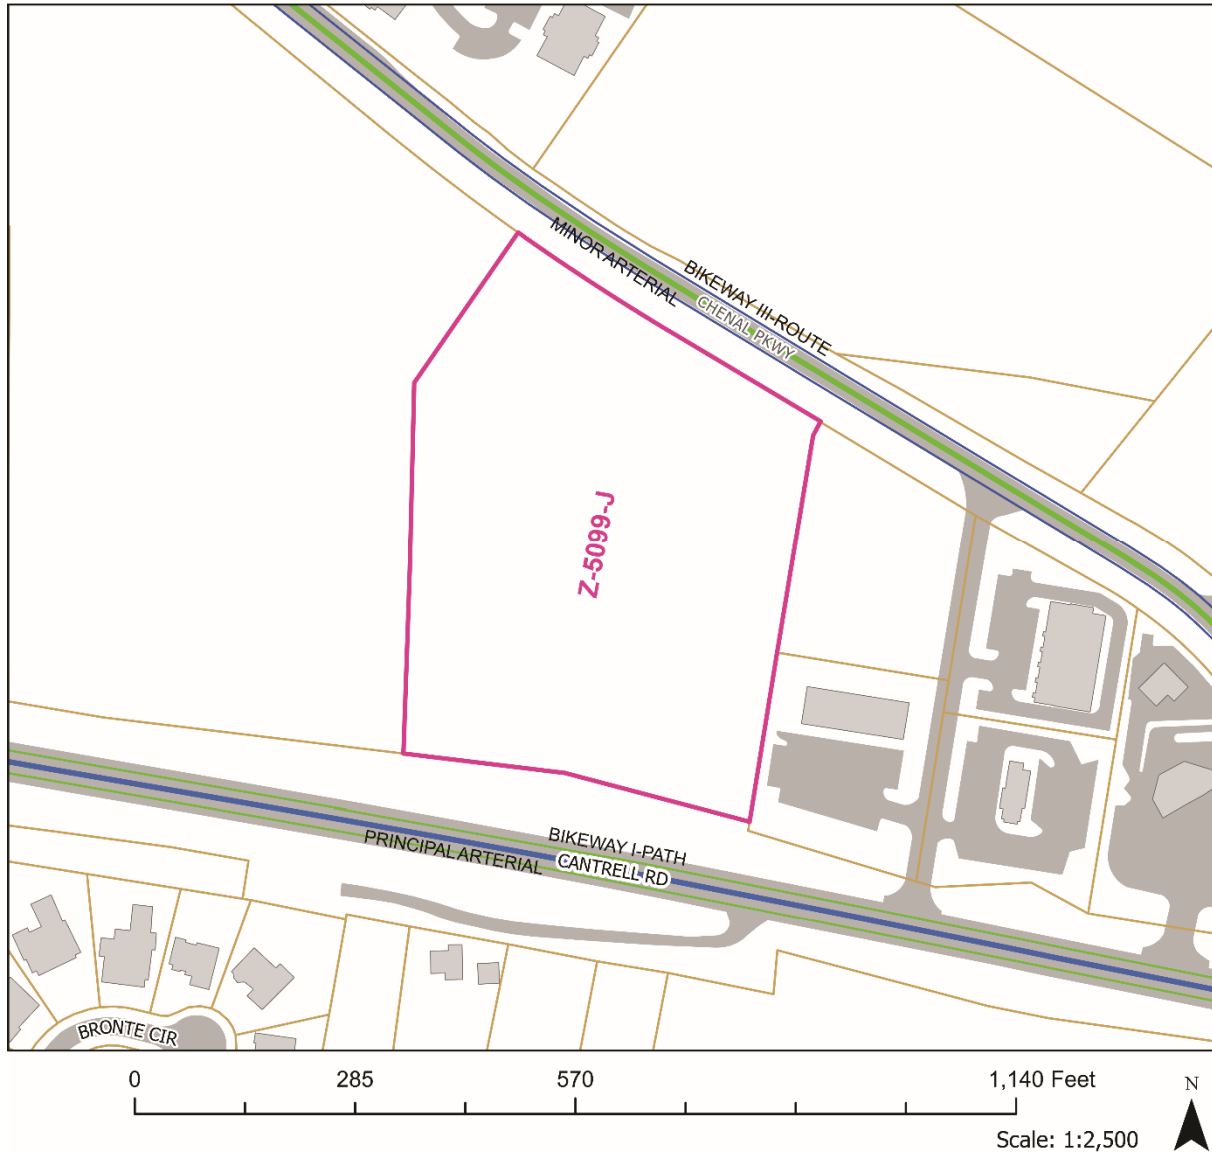 MINOR ARTERIAL
BIKEWAY III-ROUTE
CHENAL PKWY
Z-5099-J
BIKEWAY I-PATH
PRINCIPAL ARTERIAL
CANTRELL RD
BRONTE CIR
0 285 570 1,140 Feet
N
Scale: 1:2,500